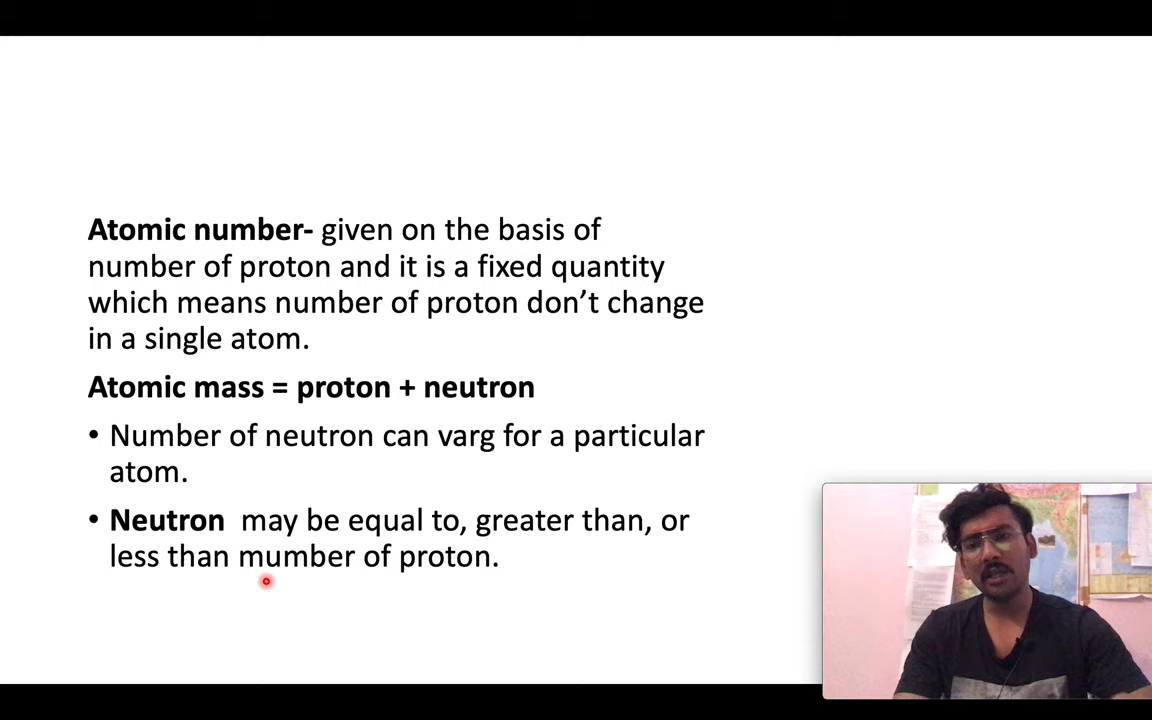 Atomic number- given on the basis of
number of proton and it is a fixed quantity
which means number of proton don’t change
in a single atom.
Atomic mass = proton + neutron
• Number of neutron can varg for a particular
atom.
• Neutron may be equal to, greater than, or
less than mumber of proton.